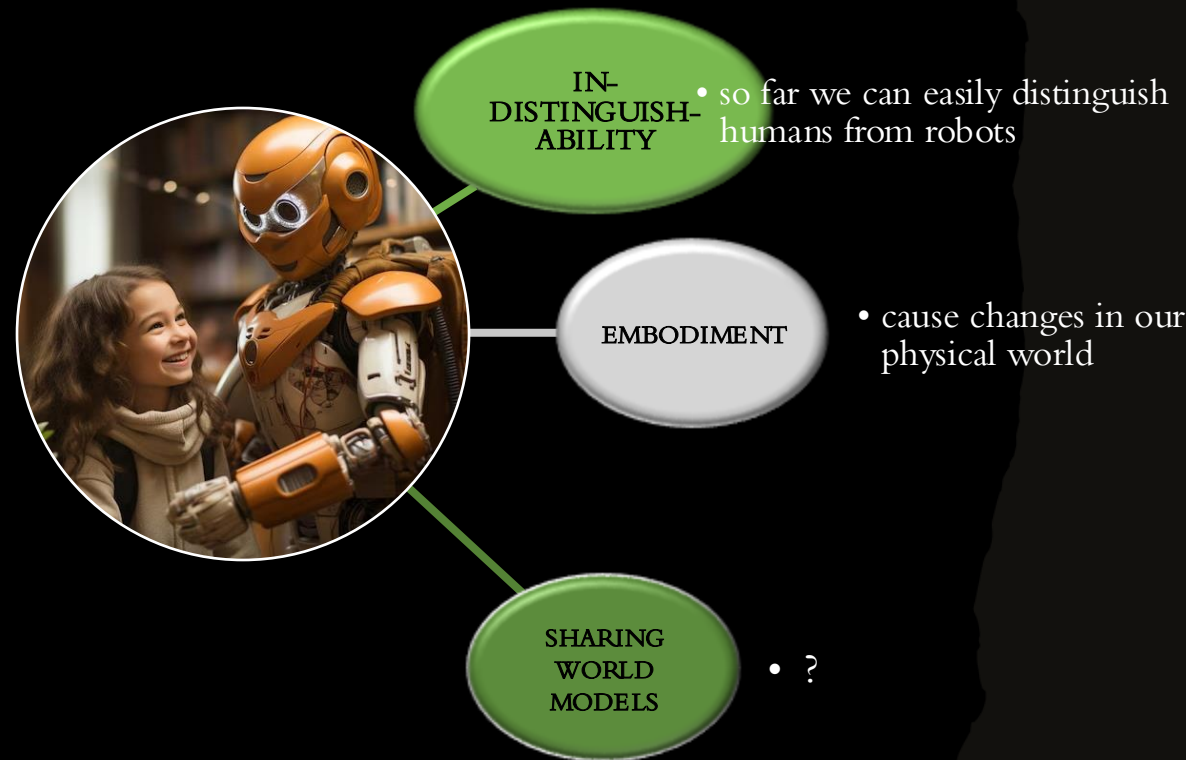 IN-
DISTINGUISH-
ABILITY
• so far we can easily distinguish
humans from robots
EMBODIMENT
• cause changes in our
physical world
SHARING
WORLD
MODELS
• ?